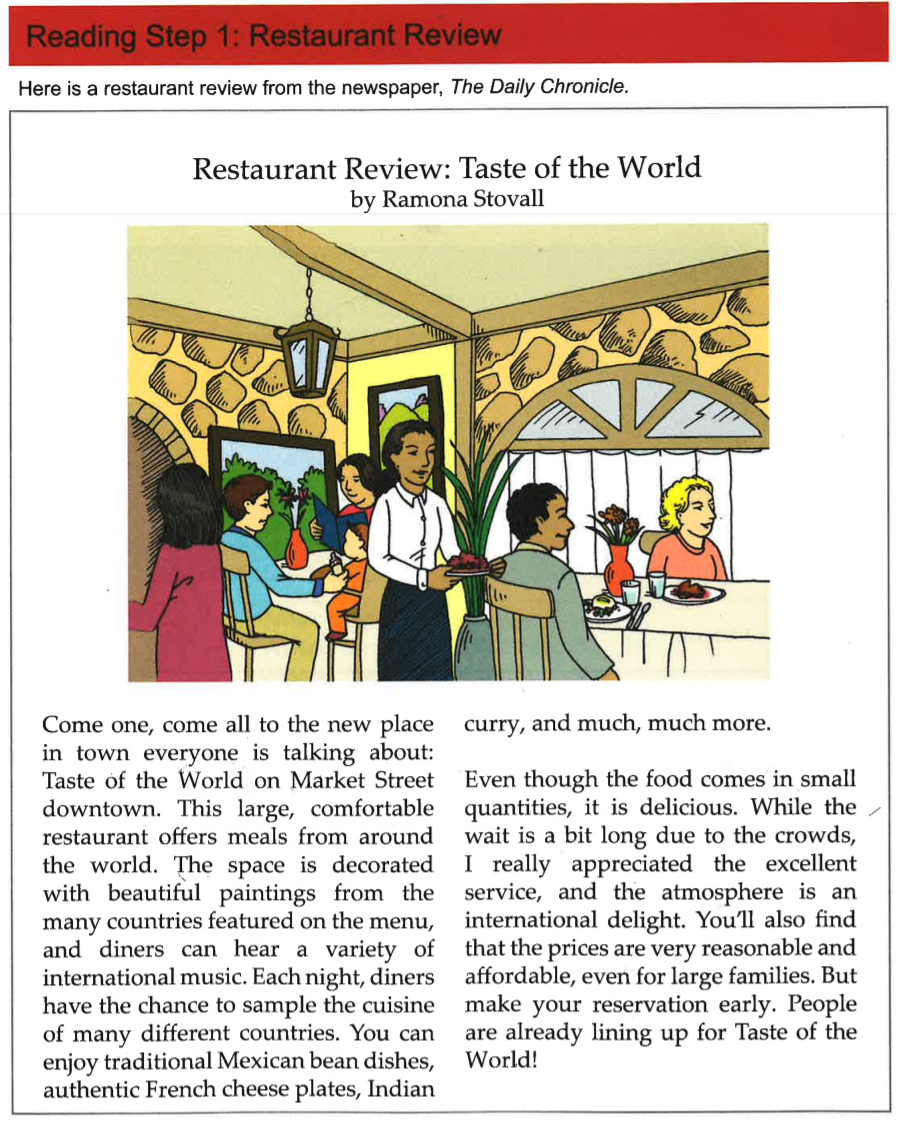 Reading Step 1: Restaurant Review
Here is a restaurant review from the newspaper, The Daily Chronicle.
Restaurant Review: Taste of the World
by Ramona Stovall
Come one, come all to the new place
in town everyone is talking about:
Taste of the World on Market Street
downtown. This large, comfortable
restaurant offers meals from around
the world. The space is decorated
with beautiful paintings from the
many countries featured on the menu,
and diners can hear a variety of
international music. Each night, diners
have the chance to sample the cuisine
of many different countries. You can
enjoy traditional Mexican bean dishes,
authentic French cheese plates, Indian
curry, and much, much more.
Even though the food comes in small
quantities, it is delicious. While the
wait is a bit long due to the crowds,
I really appreciated the excellent
service, and the atmosphere is an
international delight. You'll also find
that the prices are very reasonable and
affordable, even for large families. But
make your reservation early. People
are already lining up for Taste of the
World!